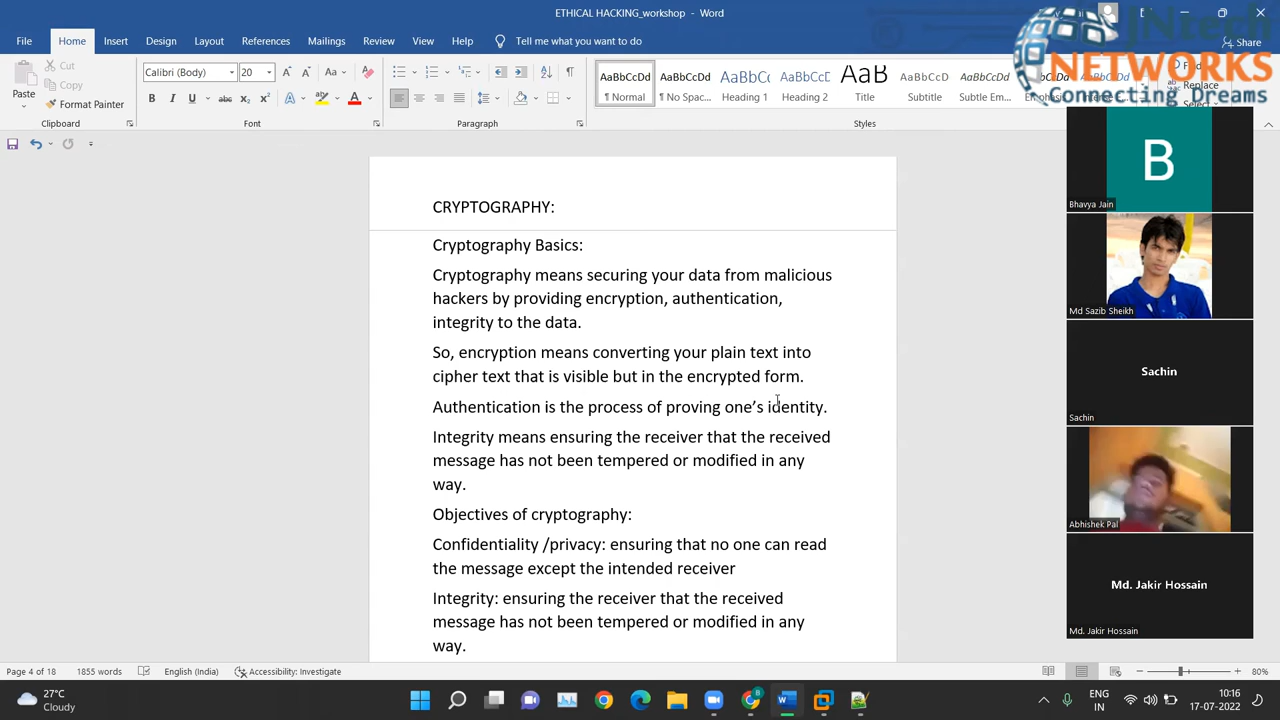 ETHICAL HACKING_workshop - Word
File Home Insert Design Layout References Mailings Review View Help Tell me what you want to do
Share
NETWORKS
Connecting Dreams
Cut
Copy
Format Painter
Paste
Clipboard
Calibri (Body) 20
Font
Paragraph
AaBbCcDd AaBbCcDd AaBbCc AaBbCcD AaB AaBbCcD AaBbCcDd
¶ Normal ¶ No Spac... Heading 1 Heading 2 Title Subtitle Subtle Em...
Styles
Replace
CRYPTOGRAPHY:
Cryptography Basics:
Cryptography means securing your data from malicious
hackers by providing encryption, authentication,
integrity to the data.
So, encryption means converting your plain text into
cipher text that is visible but in the encrypted form.
Authentication is the process of proving one’s identity.
Integrity means ensuring the receiver that the received
message has not been tempered or modified in any
way.
Objectives of cryptography:
Confidentiality /privacy: ensuring that no one can read
the message except the intended receiver
Integrity: ensuring the receiver that the received
message has not been tempered or modified in any
way.
B
Bhavya Jain
Md Sazib Sheikh
Sachin
Sachin
Abhishek Pal
Md. Jakir Hossain
Md. Jakir Hossain
Page 4 of 18 1855 words English (India) Accessibility: Investigate 80%
27°C
Cloudy
ENG
IN
10:16
17-07-2022